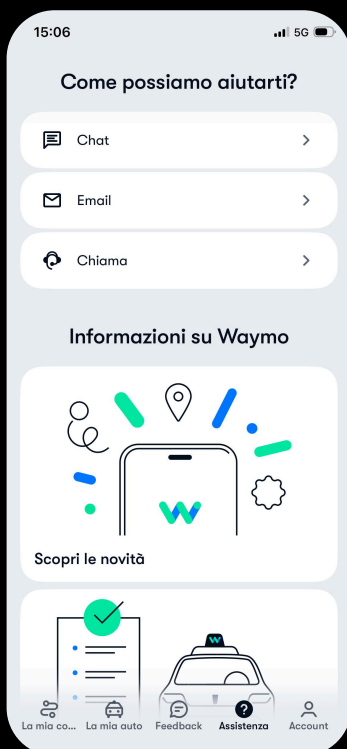 15:06
5G
Come possiamo aiutarti?
Chat
Email
Chiama
Informazioni su Waymo
Scopri le novità
La mia co... La mia auto Feedback Assistenza Account